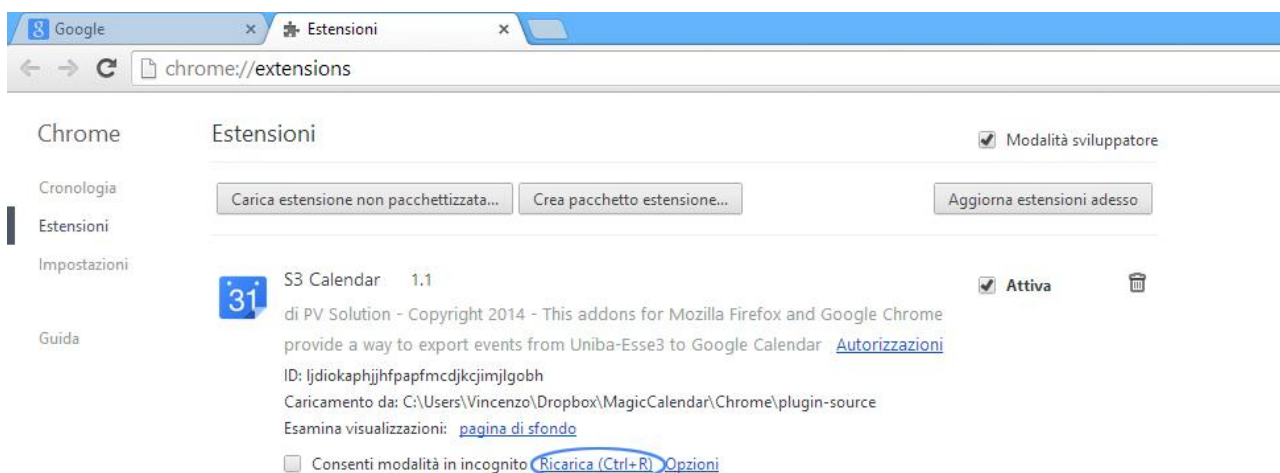 Google
Estensioni
chrome://extensions
Chrome
Estensioni
Modalità sviluppatore
Cronologia
Carica estensione non pacchettizzata...
Crea pacchetto estensione...
Aggiorna estensioni adesso
Estensioni
Impostazioni
Guida
S3 Calendar 1.1
Attiva
31
di PV Solution - Copyright 2014 - This addons for Mozilla Firefox and Google Chrome
provide a way to export events from Uniba-Esse3 to Google Calendar Autorizzazioni
ID: ljdiokaphjjhfpapfmcdjkcjimjlgobh
Caricamento da: C:\Users\Vincenzo\Dropbox\MagicCalendar\Chrome\plugin-source
Esamina visualizzazioni: pagina di sfondo
Consenti modalità in incognito Ricarica (Ctrl+R) Opzioni